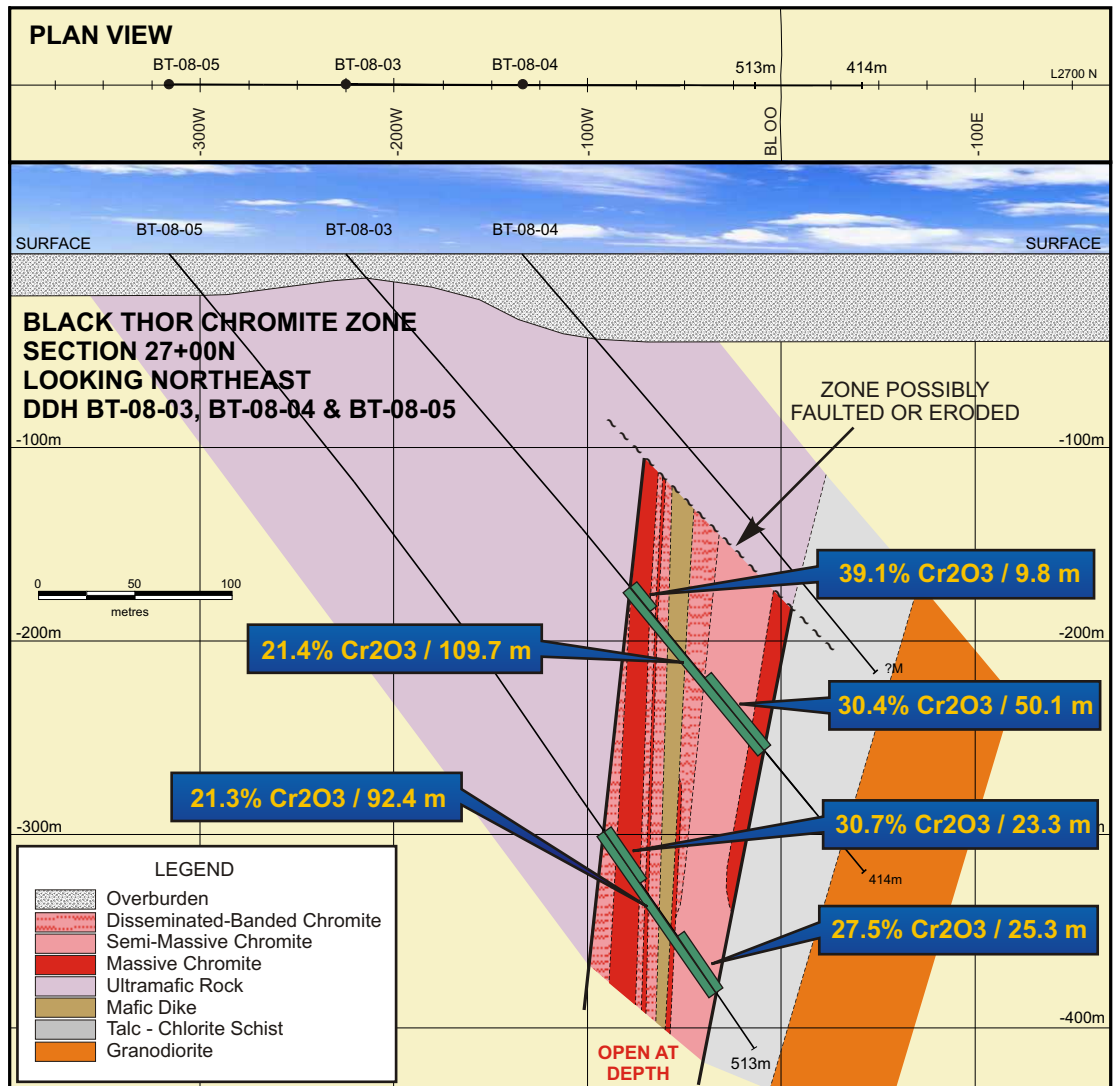 PLAN VIEW
BT-08-05
BT-08-03
BT-08-04
513m
414m
L2700 N
-300W
-200W
-100W
BL OO
-100E
BT-08-05
BT-08-03
BT-08-04
SURFACE
SURFACE
BLACK THOR CHROMITE ZONE
SECTION 27+00N
LOOKING NORTHEAST
DDH BT-08-03, BT-08-04 & BT-08-05
ZONE POSSIBLY
FAULTED OR ERODED
-100m
-100m
0 50 100
metres
39.1% Cr2O3 / 9.8 m
-200m
-200m
21.4% Cr2O3 / 109.7 m
?M
30.4% Cr2O3 / 50.1 m
21.3% Cr2O3 / 92.4 m
30.7% Cr2O3 / 23.3 m
-300m
m
414m
27.5% Cr2O3 / 25.3 m
LEGEND
Overburden
Disseminated-Banded Chromite
Semi-Massive Chromite
Massive Chromite
Ultramafic Rock
Mafic Dike
Talc - Chlorite Schist
Granodiorite
-400m
OPEN AT
DEPTH
513m